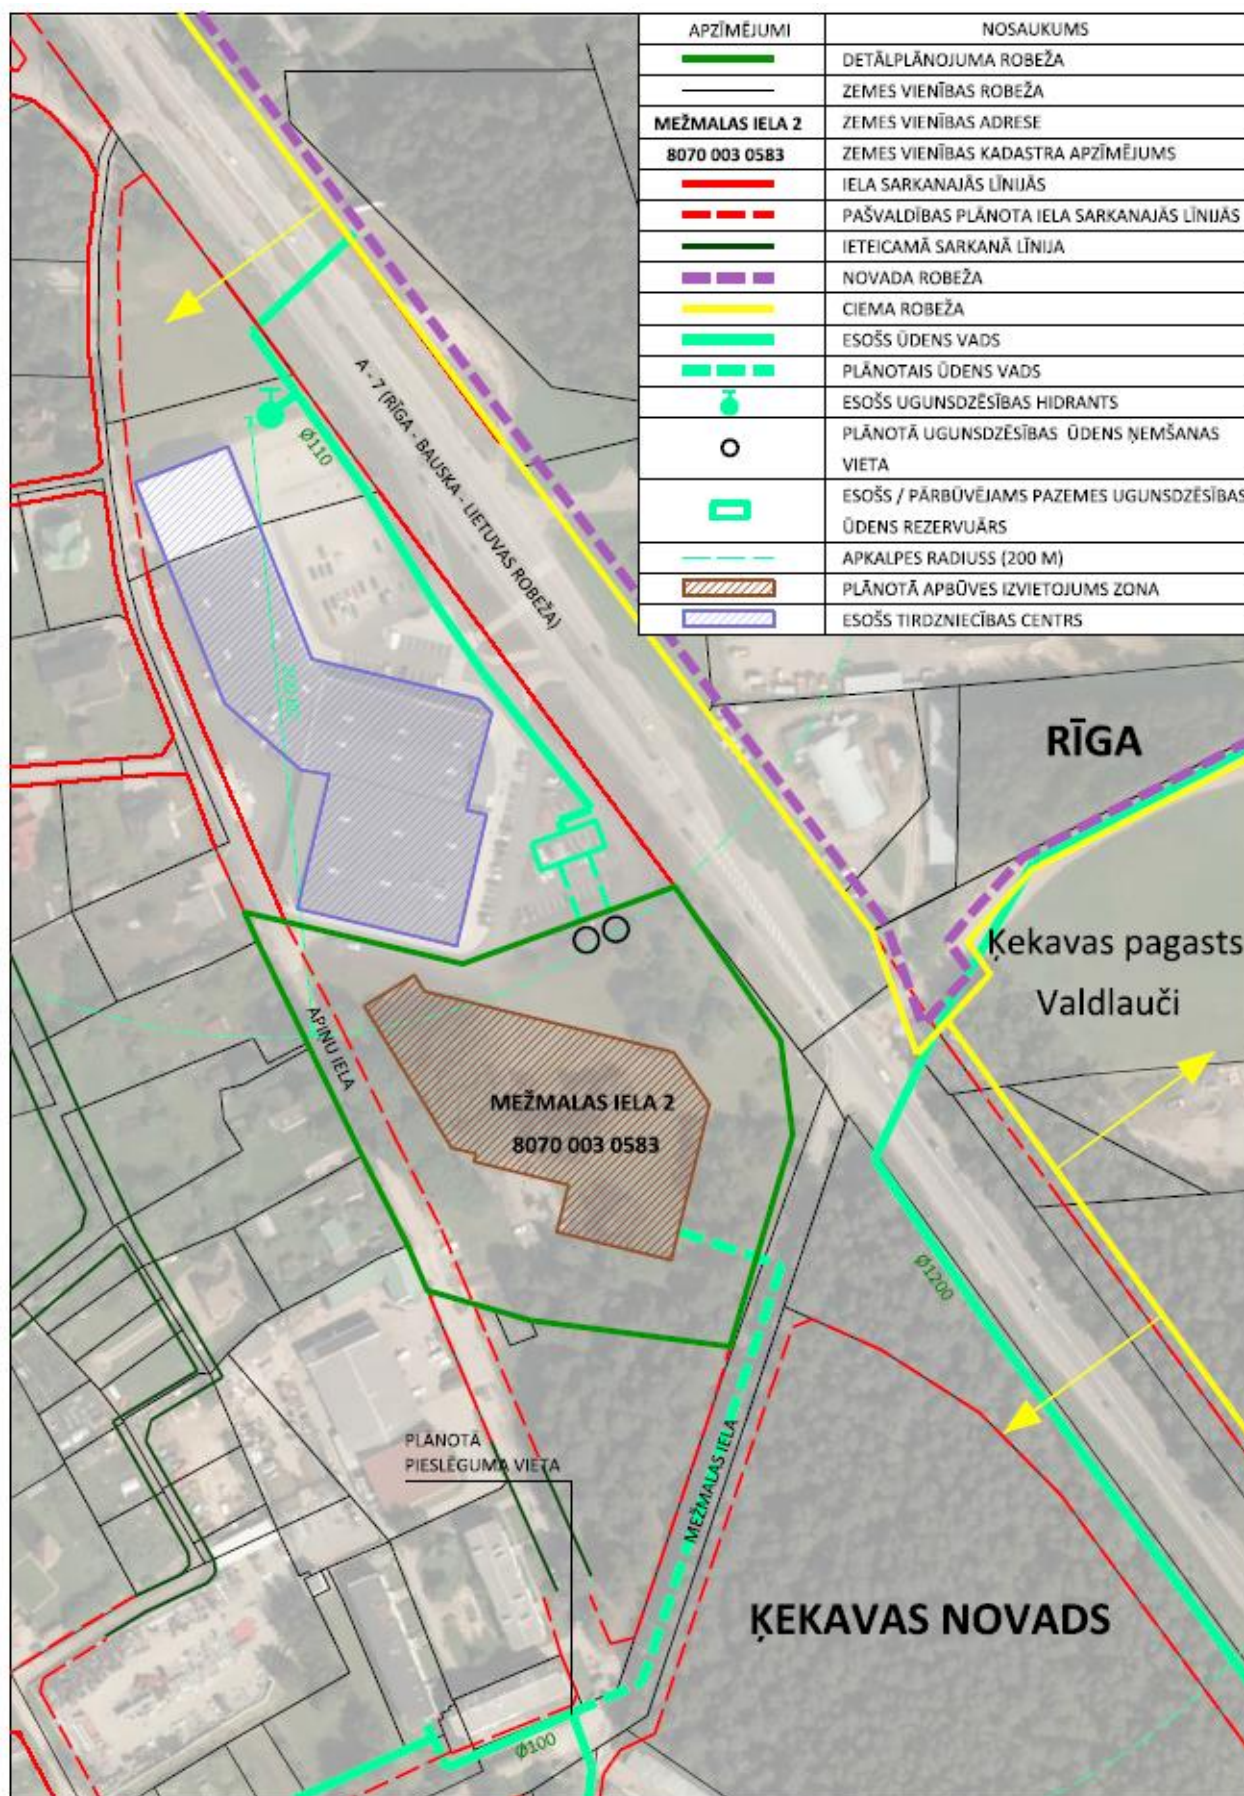 APZĪMĒJUMI NOSAUKUMS
DETĀLPLĀNOJUMA ROBEŽA
ZEMES VIENĪBAS ROBEŽA
MEŽMALAS IELA 2 ZEMES VIENĪBAS ADRESE
8070 003 0583 ZEMES VIENĪBAS KADASTRA APZĪMĒJUMS
IELA SARKANAJĀS LĪNIJĀS
PAŠVALDĪBAS PLĀNOTA IELA SARKANAJĀS LĪNIJĀS
IETEICAMĀ SARKANĀ LĪNIJA
NOVADA ROBEŽA
CIEMA ROBEŽA
ESOŠS ŪDENS VADS
PLĀNOTAIS ŪDENS VADS
ESOŠS UGUNSDZĒSĪBAS HIDRANTS
PLĀNOTĀ UGUNSDZĒSĪBAS ŪDENS ŅEMŠANAS
VIETA
ESOŠS / PĀRBŪVĒJAMS PAZEMES UGUNSDZĒSĪBAS
ŪDENS REZERVUĀRS
APKALPES RADIUSS (200 M)
PLĀNOTĀ APBŪVES IZVIETOJUMS ZONA
ESOŠS TIRDZNIECĪBAS CENTRS
A - 7 (RĪGA - BAUSKA - LIETUVAS ROBEŽA)
Ø110
RĪGA
Ķekavas pagasts
Valdlauči
APIŅU IELA
MEŽMALAS IELA 2
8070 003 0583
Ø1200
PLĀNOTĀ
PIESLĒGUMA VIETA
MEŽMALAS IELA
ĶEKAVAS NOVADS
Ø100